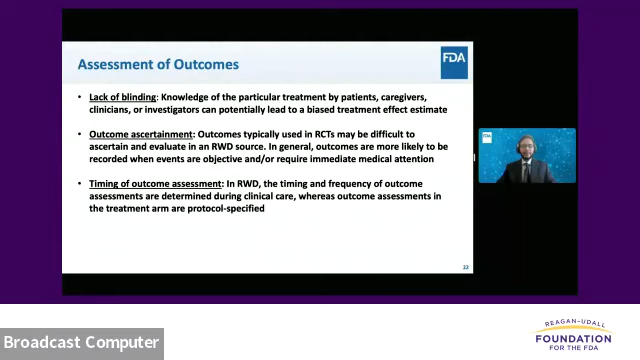 Assessment of Outcomes
FDA
• Lack of blinding: Knowledge of the particular treatment by patients, caregivers,
clinicians, or investigators can potentially lead to a biased treatment effect estimate
• Outcome ascertainment: Outcomes typically used in RCTs may be difficult to
ascertain and evaluate in an RWD source. In general, outcomes are more likely to be
recorded when events are objective and/or require immediate medical attention
• Timing of outcome assessment: In RWD, the timing and frequency of outcome
assessments are determined during clinical care, whereas outcome assessments in
the treatment arm are protocol-specified
22
FDA
Broadcast Computer
REAGAN-UDALL
FOUNDATION
FOR THE FDA